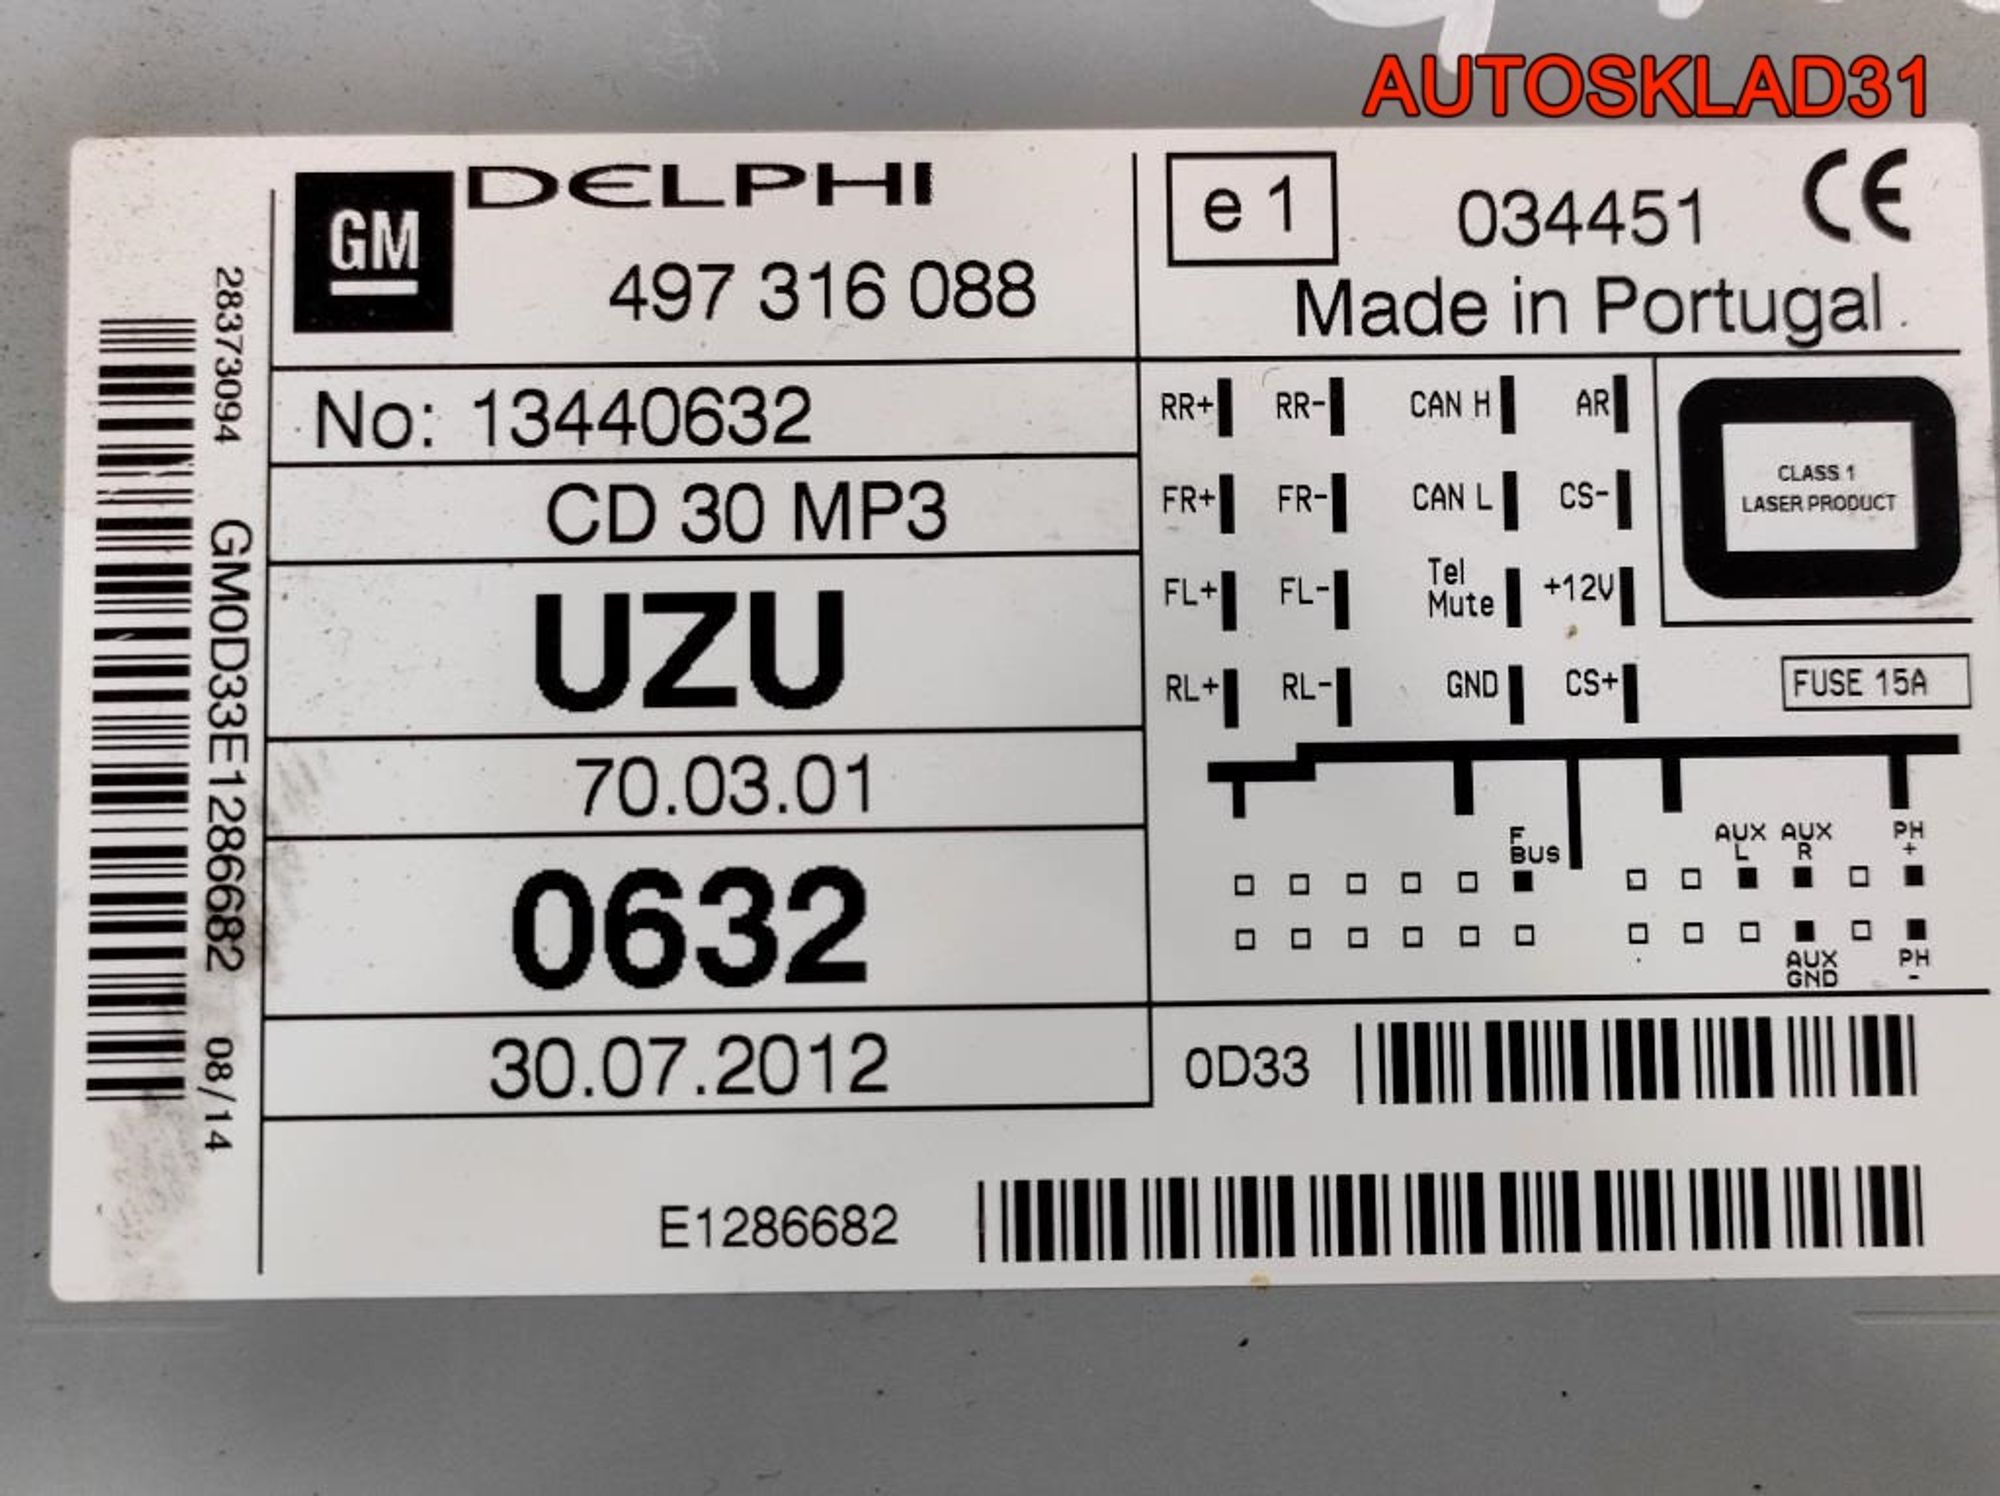 AUTOSKLAD31
GM
DELPHI
497 316 088
e 1
034451
CE
Made in Portugal
No: 13440632
CD 30 MP3
UZU
70.03.01
0632
30.07.2012
RR+ RR- CAN H AR
FR+ FR- CAN L CS-
FL+ FL- Tel Mute +12V
RL+ RL- GND CS+
CLASS 1
LASER PRODUCT
FUSE 15A
F BUS
AUX L
AUX R
PH +
AUX GND
PH -
0D33
E1286682
28373094 GM0D33E1286682 08/14